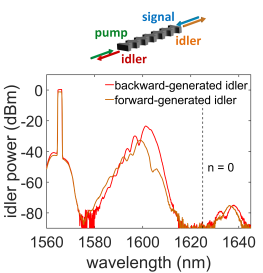 signal
pump
idler
idler
backward-generated idler
forward-generated idler
n = 0
idler power (dBm)
0
-20
-40
-60
-80
1560 1580 1600 1620 1640
wavelength (nm)